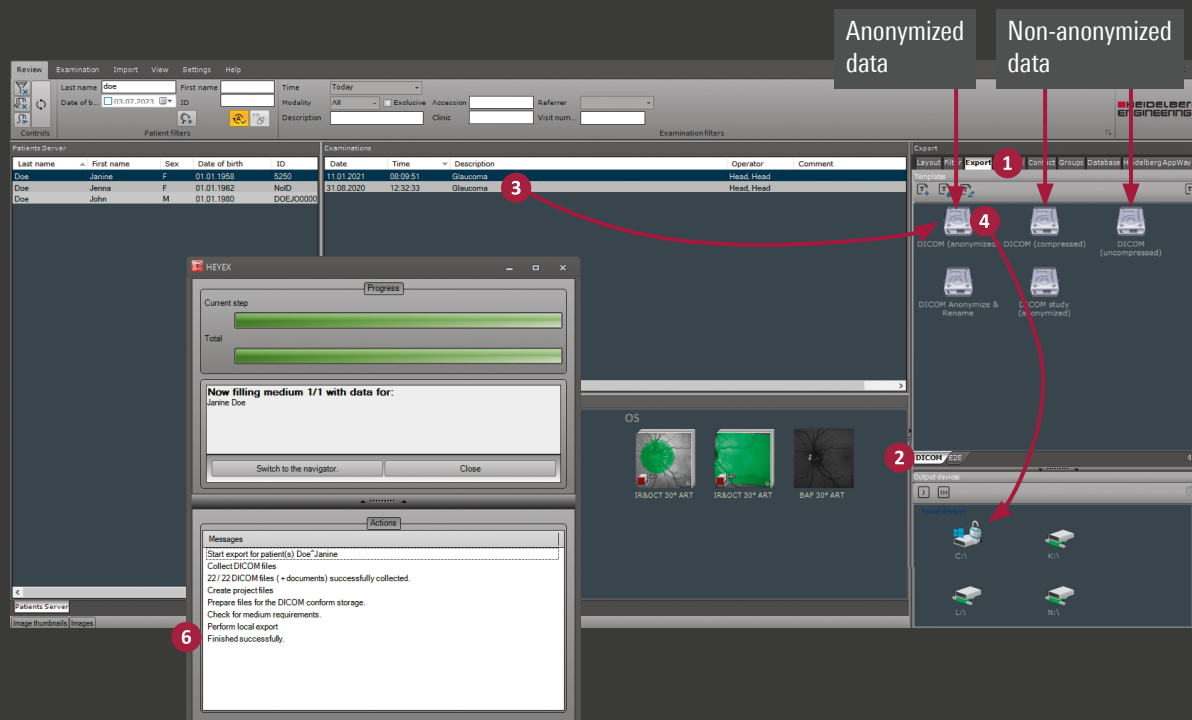 Anonymized
data
Non-anonymized
data
Review Examination Import View Settings Help
Last name doe First name
Date of b... 03.07.2023 ID
Controls Patient filters
Time Today
Modality All Exclusive Accession Referrer
Description Clinic Visit num...
Examination filters
Patients Server
Last name First name Sex Date of birth ID
Doe Janine F 01.01.1958 5250
Doe Jenna F 01.01.1962 NoID
Doe John M 01.01.1980 DOEJO00000
Examinations
Date Time Description Operator Comment
11.01.2021 08:09:51 Glaucoma Head, Head
31.08.2020 12:32:33 Glaucoma Head, Head
3
Export
Layout Export 1 Groups Database
Templates
4
DICOM (anonymized) DICOM (compressed) DICOM
(uncompressed)
DICOM Anonymize &
Rename
DICOM study
(anonymized)
2
DICOM E2E
Output devices
Local devices
C:\ K:\
L:\ N:\
OS
IR&OCT 30° ART IR&OCT 30° ART BAF 30° ART
HEYEX
Progress
Current step
Total
Now filling medium 1/1 with data for:
Janine Doe
Switch to the navigator. Close
Actions
Messages
Start export for patient(s) Doe^Janine
Collect DICOM files
22 / 22 DICOM files ( + documents) successfully collected.
Create project files
Prepare files for the DICOM conform storage.
Check for medium requirements.
Perform local export
6
Finished successfully.
Patients Server
Image thumbnails Images